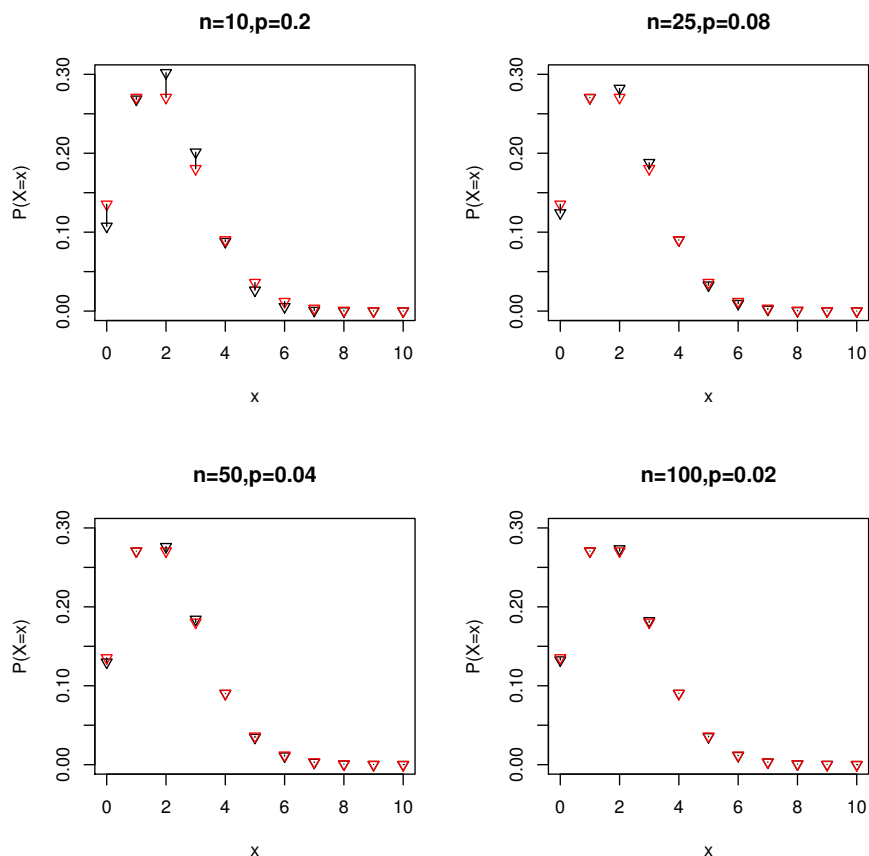 n=10,p=0.2
P(X=x)
0.00 0.10 0.20 0.30
0 2 4 6 8 10
x
n=25,p=0.08
P(X=x)
0.00 0.10 0.20 0.30
0 2 4 6 8 10
x
n=50,p=0.04
P(X=x)
0.00 0.10 0.20 0.30
0 2 4 6 8 10
x
n=100,p=0.02
P(X=x)
0.00 0.10 0.20 0.30
0 2 4 6 8 10
x